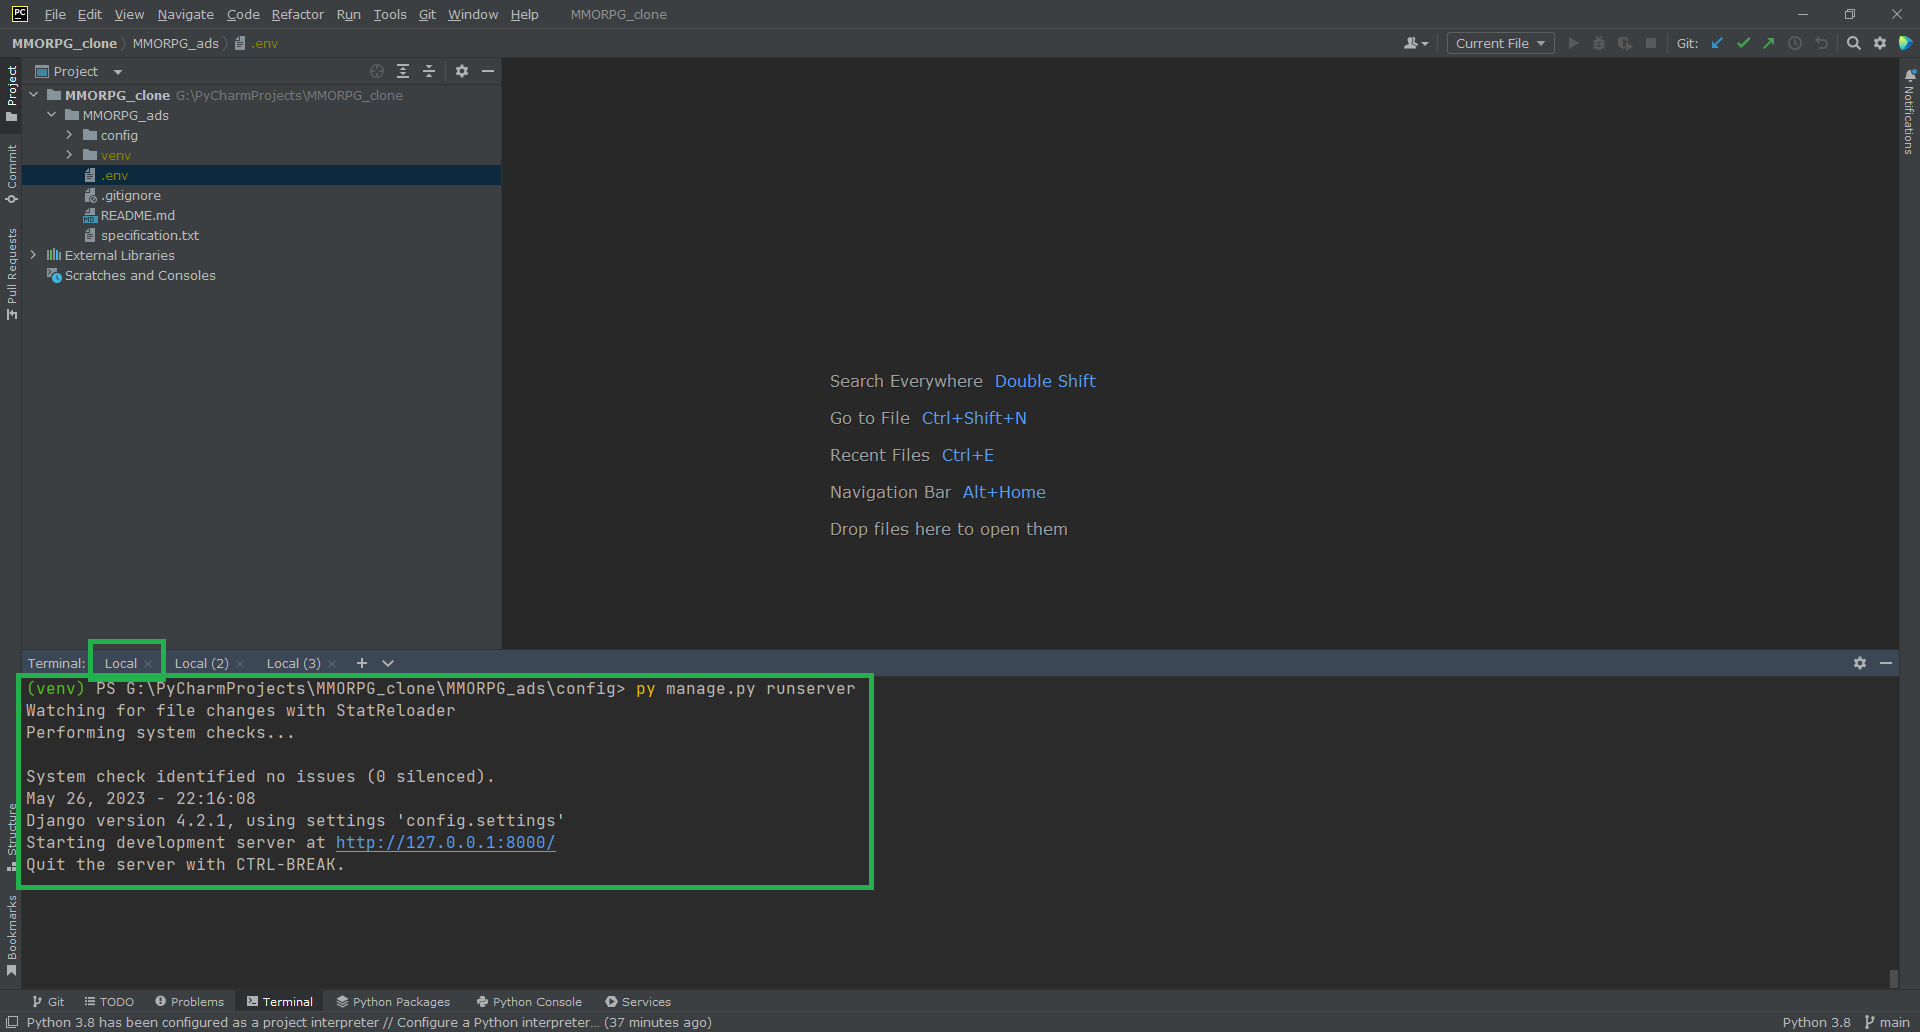 PC File Edit View Navigate Code Refactor Run Tools Git Window Help MMORPG_clone
MMORPG_clone MMORPG_ads .env Current File Git:
Project
Project
Commit
Pull Requests
Structure
Bookmarks
Notifications
MMORPG_clone G:\PyCharmProjects\MMORPG_clone
MMORPG_ads
config
venv
.env
.gitignore
MD README.md
specification.txt
External Libraries
Scratches and Consoles
Search Everywhere Double Shift
Go to File Ctrl+Shift+N
Recent Files Ctrl+E
Navigation Bar Alt+Home
Drop files here to open them
Terminal: Local Local (2) Local (3)
(venv) PS G:\PyCharmProjects\MMORPG_clone\MMORPG_ads\config> py manage.py runserver
Watching for file changes with StatReloader
Performing system checks...
System check identified no issues (0 silenced).
May 26, 2023 - 22:16:08
Django version 4.2.1, using settings 'config.settings'
Starting development server at http://127.0.0.1:8000/
Quit the server with CTRL-BREAK.
Git TODO Problems Terminal Python Packages Python Console Services
Python 3.8 has been configured as a project interpreter // Configure a Python interpreter... (37 minutes ago) Python 3.8 main